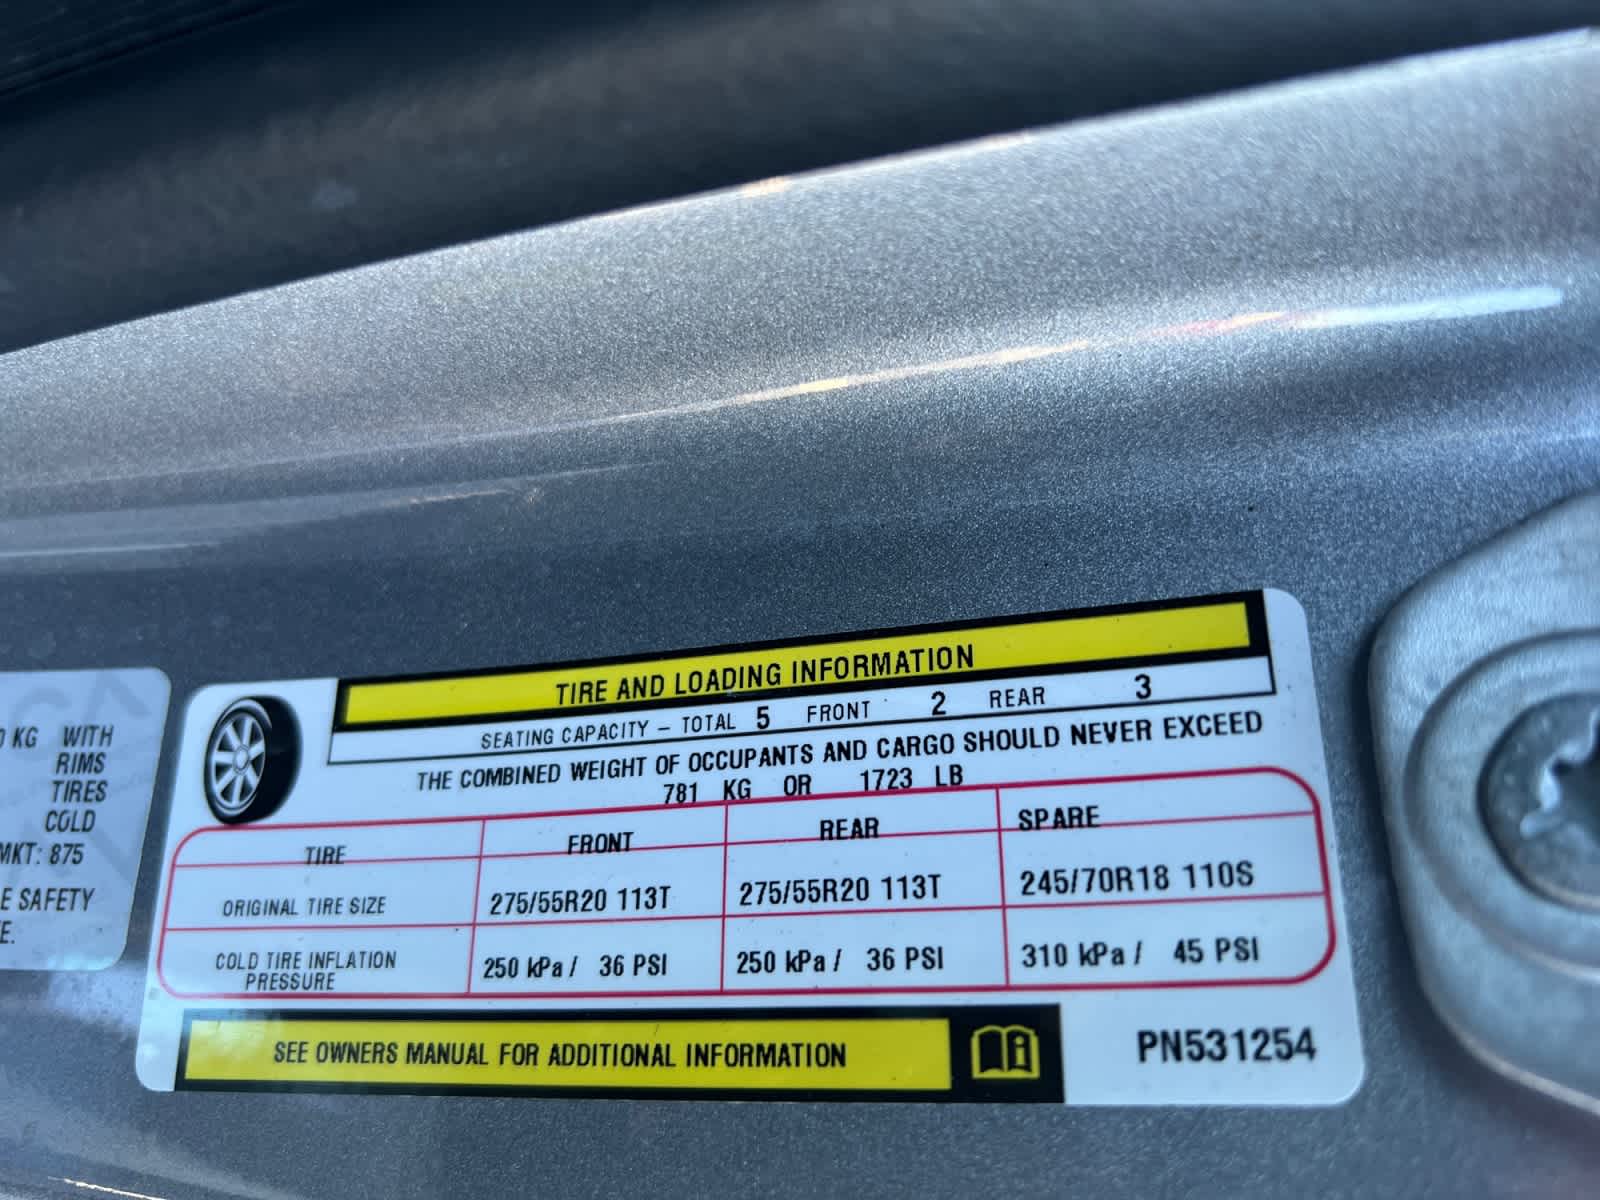 KG WITH
RIMS
TIRES
COLD
MKT: 875
SAFETY
TIRE AND LOADING INFORMATION
SEATING CAPACITY – TOTAL 5 FRONT 2 REAR 3
THE COMBINED WEIGHT OF OCCUPANTS AND CARGO SHOULD NEVER EXCEED
781 KG OR 1723 LB
TIRE FRONT REAR SPARE
ORIGINAL TIRE SIZE 275/55R20 113T 275/55R20 113T 245/70R18 110S
COLD TIRE INFLATION PRESSURE 250 kPa / 36 PSI 250 kPa / 36 PSI 310 kPa / 45 PSI
SEE OWNERS MANUAL FOR ADDITIONAL INFORMATION
PN531254